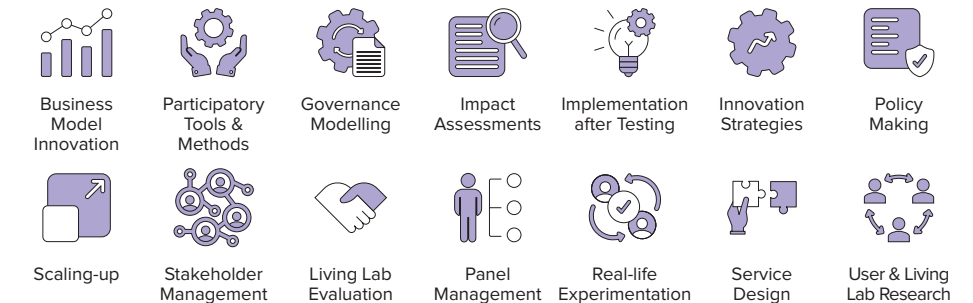 Business
Model
Innovation
Participatory
Tools &
Methods
Governance
Modelling
Impact
Assessments
Implementation
after Testing
Innovation
Strategies
Policy
Making
Scaling-up
Stakeholder
Management
Living Lab
Evaluation
Panel
Management
Real-life
Experimentation
Service
Design
User & Living
Lab Research